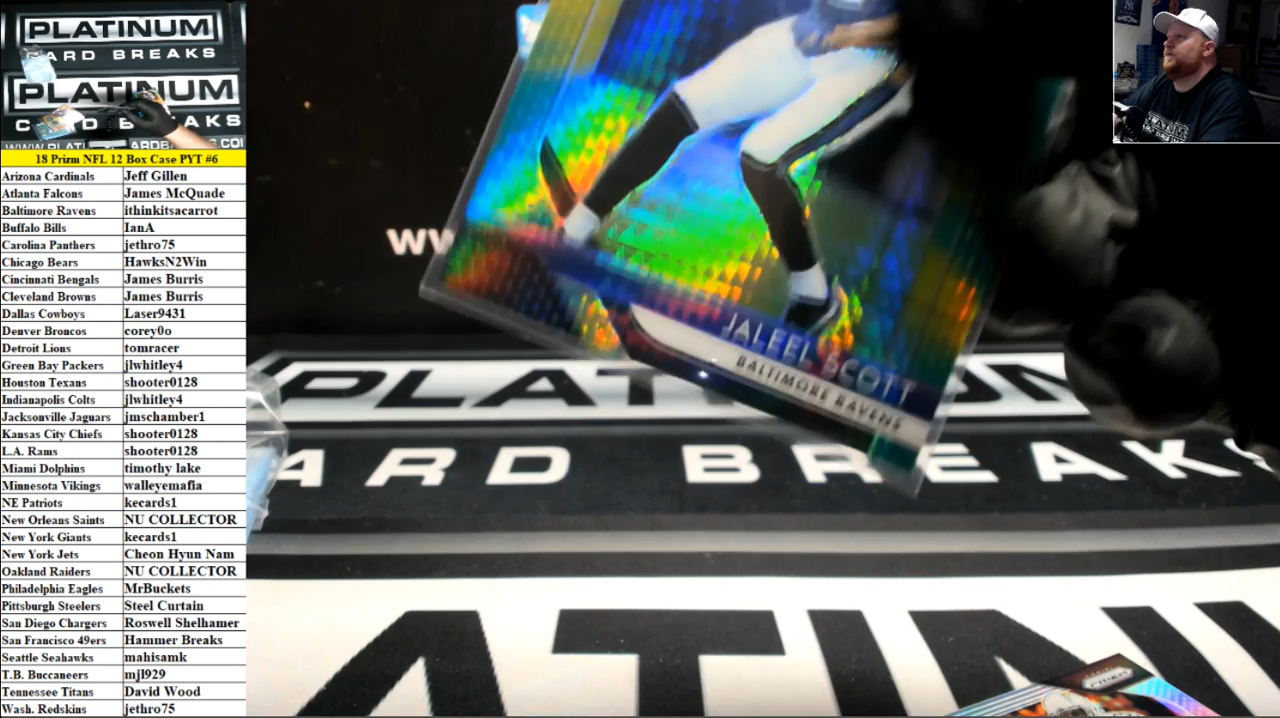 PLATINUM
CARD BREAKS
PLATINUM
CARD BREAKS
18 Prizm NFL 12 Box Case PYT #6
Arizona Cardinals Jeff Gillen
Atlanta Falcons James McQuade
Baltimore Ravens ithinkitsacarrot
Buffalo Bills IanA
Carolina Panthers jethro75
Chicago Bears HawksN2Win
Cincinnati Bengals James Burris
Cleveland Browns James Burris
Dallas Cowboys Laser9431
Denver Broncos corey0o
Detroit Lions tomracer
Green Bay Packers jlwhitley4
Houston Texans shooter0128
Indianapolis Colts jlwhitley4
Jacksonville Jaguars jmschamber1
Kansas City Chiefs shooter0128
L.A. Rams shooter0128
Miami Dolphins timothy lake
Minnesota Vikings walleyemafia
NE Patriots kecards1
New Orleans Saints NU COLLECTOR
New York Giants kecards1
New York Jets Cheon Hyun Nam
Oakland Raiders NU COLLECTOR
Philadelphia Eagles MrBuckets
Pittsburgh Steelers Steel Curtain
San Diego Chargers Roswell Shelhamer
San Francisco 49ers Hammer Breaks
Seattle Seahawks mahisamk
T.B. Buccaneers mjl929
Tennessee Titans David Wood
Wash. Redskins jethro75
JALEEL SCOTT
BALTIMORE RAVENS
PLATINUM
ARD BREAKS
ATINU